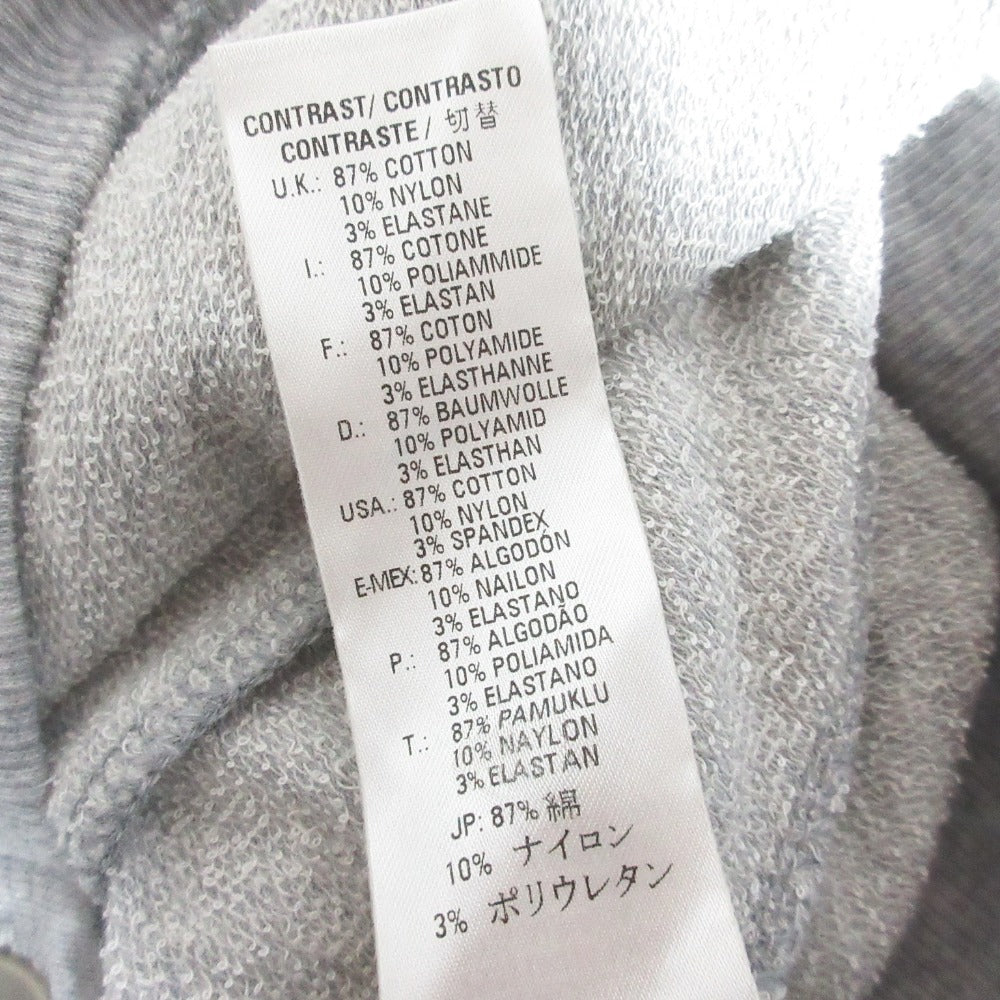 CONTRAST/ CONTRASTO
CONTRASTE/ 切替
U.K.: 87% COTTON
10% NYLON
3% ELASTANE
I.: 87% COTONE
10% POLIAMMIDE
3% ELASTAN
F.: 87% COTON
10% POLYAMIDE
3% ELASTHANNE
D.: 87% BAUMWOLLE
10% POLYAMID
3% ELASTHAN
USA.: 87% COTTON
10% NYLON
3% SPANDEX
E-MEX: 87% ALGODÓN
10% NAILON
3% ELASTANO
P.: 87% ALGODÃO
10% POLIAMIDA
3% ELASTANO
T.: 87% PAMUKLU
10% NAYLON
3% ELASTAN
JP: 87% 綿
10% ナイロン
3% ポリウレタン